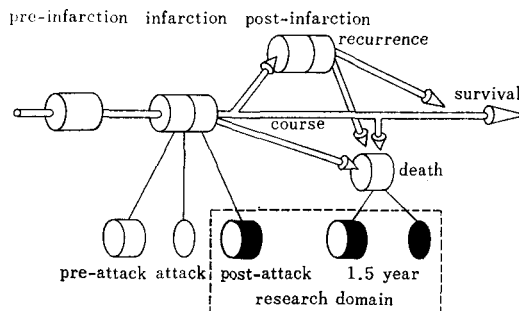 pre-infarction infarction post-infarction
recurrence
survival
course
death
pre-attack attack post-attack 1.5 year
research domain